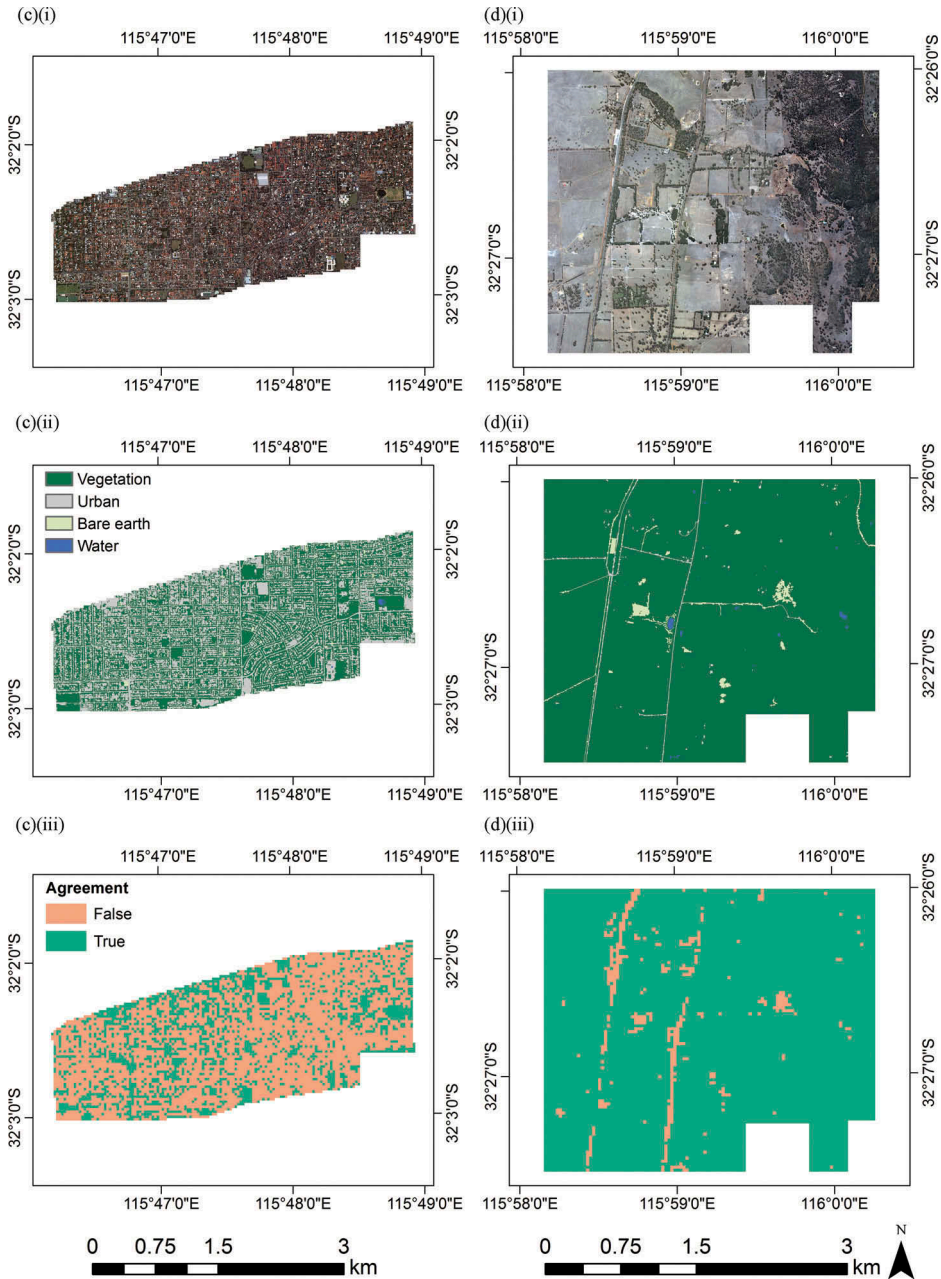 (c)(i)
115°47'0"E 115°48'0"E 115°49'0"E
32°2'0"S 32°2'0"S
32°3'0"S 32°3'0"S
115°47'0"E 115°48'0"E 115°49'0"E
(d)(i)
115°58'0"E 115°59'0"E 116°0'0"E
32°26'0"S
32°27'0"S 32°27'0"S
115°58'0"E 115°59'0"E 116°0'0"E
(c)(ii)
115°47'0"E 115°48'0"E 115°49'0"E
Vegetation
Urban
Bare earth
Water
32°2'0"S 32°2'0"S
32°3'0"S 32°3'0"S
115°47'0"E 115°48'0"E 115°49'0"E
(d)(ii)
115°58'0"E 115°59'0"E 116°0'0"E
32°26'0"S
32°27'0"S 32°27'0"S
115°58'0"E 115°59'0"E 116°0'0"E
(c)(iii)
115°47'0"E 115°48'0"E 115°49'0"E
Agreement
False
True
32°2'0"S 32°2'0"S
32°3'0"S 32°3'0"S
115°47'0"E 115°48'0"E 115°49'0"E
(d)(iii)
115°58'0"E 115°59'0"E 116°0'0"E
32°26'0"S
32°27'0"S 32°27'0"S
115°58'0"E 115°59'0"E 116°0'0"E
0 0.75 1.5 3
km
0 0.75 1.5 3
km
N